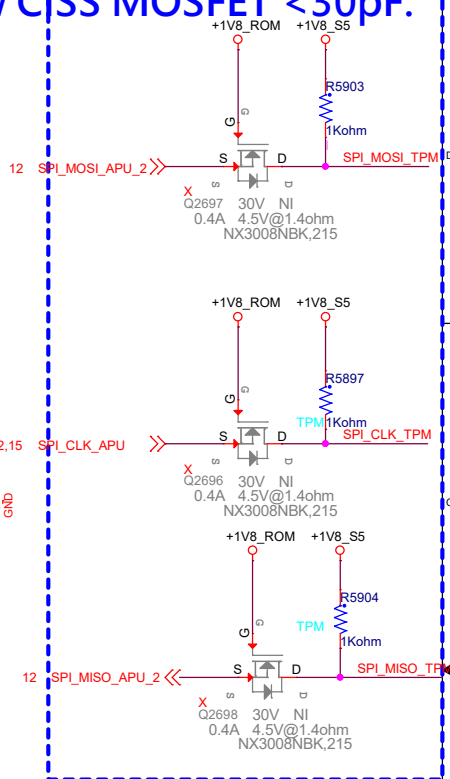 CISS MOSFET <30pF.
+1V8_ROM +1V8_S5
R5903
G
G
1Kohm
12 SPI_MOSI_APU_2 S D SPI_MOSI_TPM
X S D
Q2697 30V NI
0.4A 4.5V@1.4ohm
NX3008NBK,215
+1V8_ROM +1V8_S5
R5897
G
G
TPM 1Kohm
2,15 SPI_CLK_APU S D SPI_CLK_TPM
X S D
Q2696 30V NI
0.4A 4.5V@1.4ohm
NX3008NBK,215
GND
+1V8_ROM +1V8_S5
R5904
G
TPM
G
1Kohm
12 SPI_MISO_APU_2 S D SPI_MISO_TP
X S D
Q2698 30V NI
0.4A 4.5V@1.4ohm
NX3008NBK,215